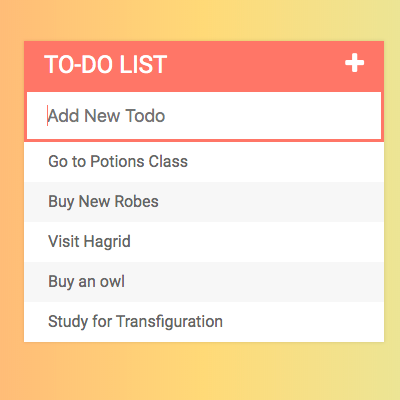 TO-DO LIST
Add New Todo
Go to Potions Class
Buy New Robes
Visit Hagrid
Buy an owl
Study for Transfiguration